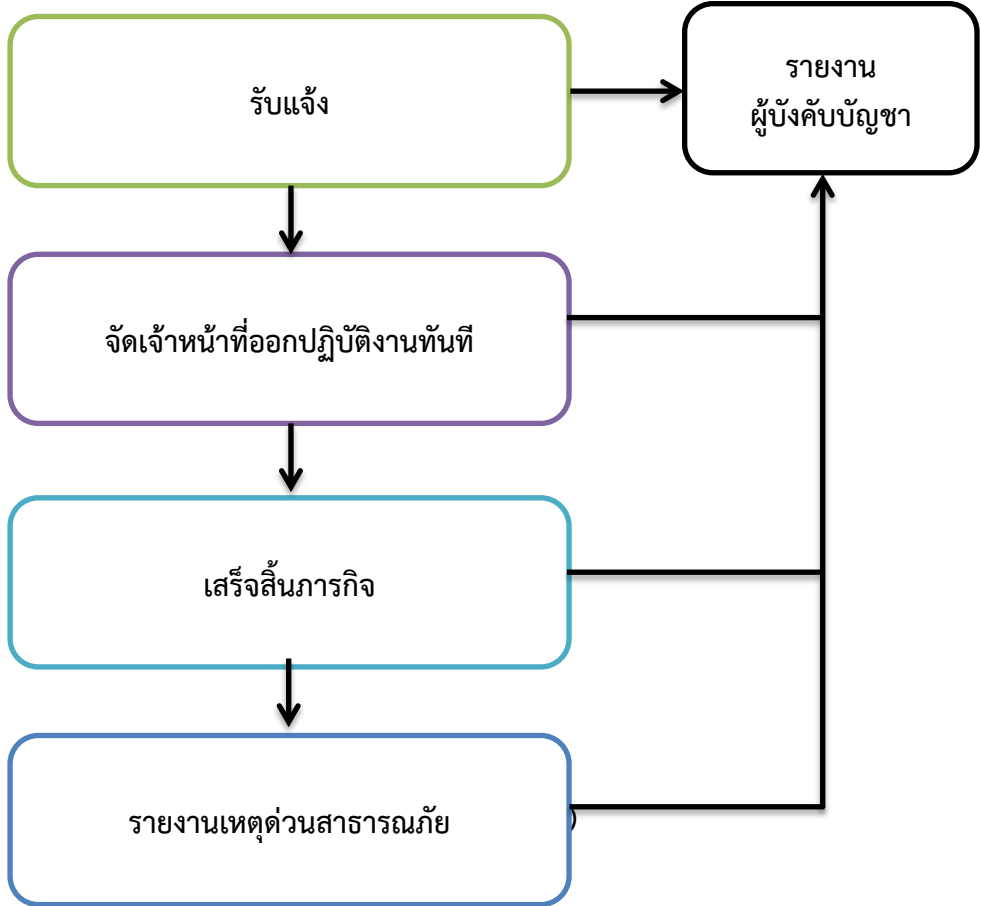 รับแจ้ง
รายงาน
ผู้บังคับบัญชา
จัดเจ้าหน้าที่ออกปฏิบัติงานทันที
เสร็จสิ้นภารกิจ
รายงานเหตุด่วนสาธารณภัย
)